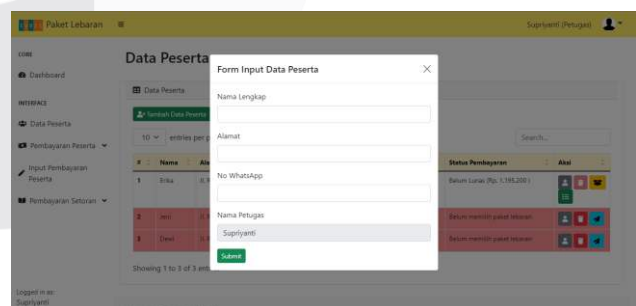 Paket Lebaran
Supriyanti (Petugas)
CORE
Dashboard
INTERFACE
Data Peserta
Pembayaran Peserta
Input Pembayaran
Peserta
Pembayaran Setoran
Logged in as:
Supriyanti
Data Peserta
Data Peserta
Tambah Data Peserta
10 entries per p
Search...
# Nama Ala Status Pembayaran Aksi
1 Erika Belum Lunas (Rp. 1.195.200 )
2 Jeni Belum memilih paket lebaran
3 Dewi Belum memilih paket lebaran
Showing 1 to 3 of 3 ent
Form Input Data Peserta
Nama Lengkap
Alamat
No WhatsApp
Nama Petugas
Supriyanti
Submit